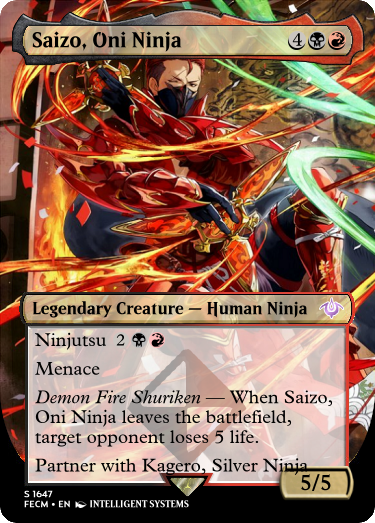 Saizo, Oni Ninja 4
Legendary Creature — Human Ninja
Ninjutsu 2
Menace
Demon Fire Shuriken — When Saizo,
Oni Ninja leaves the battlefield,
target opponent loses 5 life.
Partner with Kagero, Silver Ninja
5/5
S 1647
FECM • EN INTELLIGENT SYSTEMS